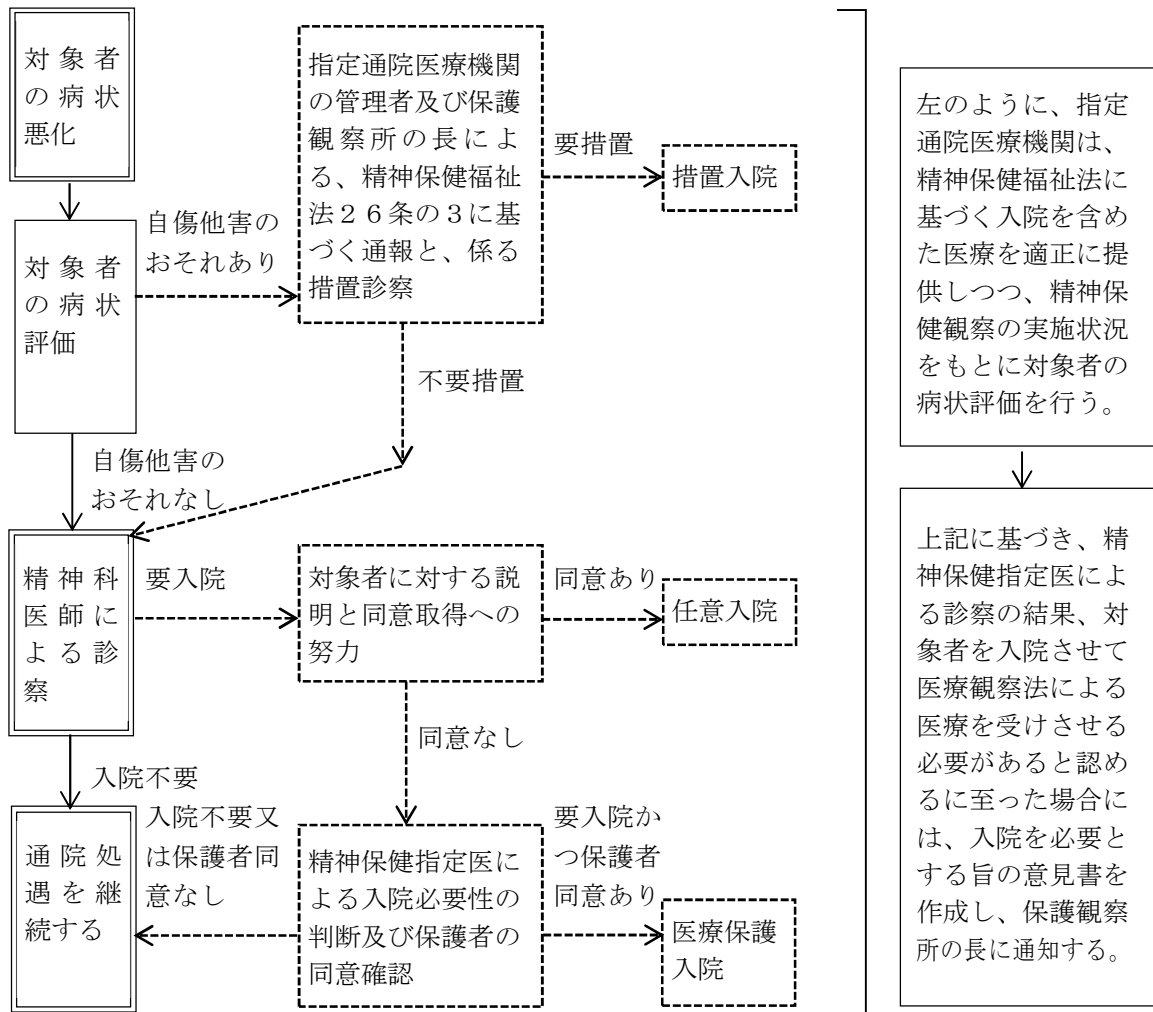 対象者
の病状
悪化
指定通院医療機関
の管理者及び保護
観察所の長によ
る、精神保健福祉
法26条の3に基
づく通報と、係る
措置診察
要措置
措置入院
自傷他害の
おそれあり
対象者
の病状
評価
不要措置
自傷他害の
おそれなし
精神科
医師に
よる診
察
要入院
対象者に対する説
明と同意取得への
努力
同意あり
任意入院
同意なし
入院不要
通院処
遇を継
続する
入院不要又
は保護者同
意なし
精神保健指定医に
よる入院必要性の
判断及び保護者の
同意確認
要入院か
つ保護者
同意あり
医療保護
入院
左のように、指定
通院医療機関は、
精神保健福祉法に
基づく入院を含め
た医療を適正に提
供しつつ、精神保
健観察の実施状況
をもとに対象者の
病状評価を行う。
上記に基づき、精
神保健指定医によ
る診察の結果、対
象者を入院させて
医療観察法による
医療を受けさせる
必要があると認め
るに至った場合に
は、入院を必要と
する旨の意見書を
作成し、保護観察
所の長に通知する。